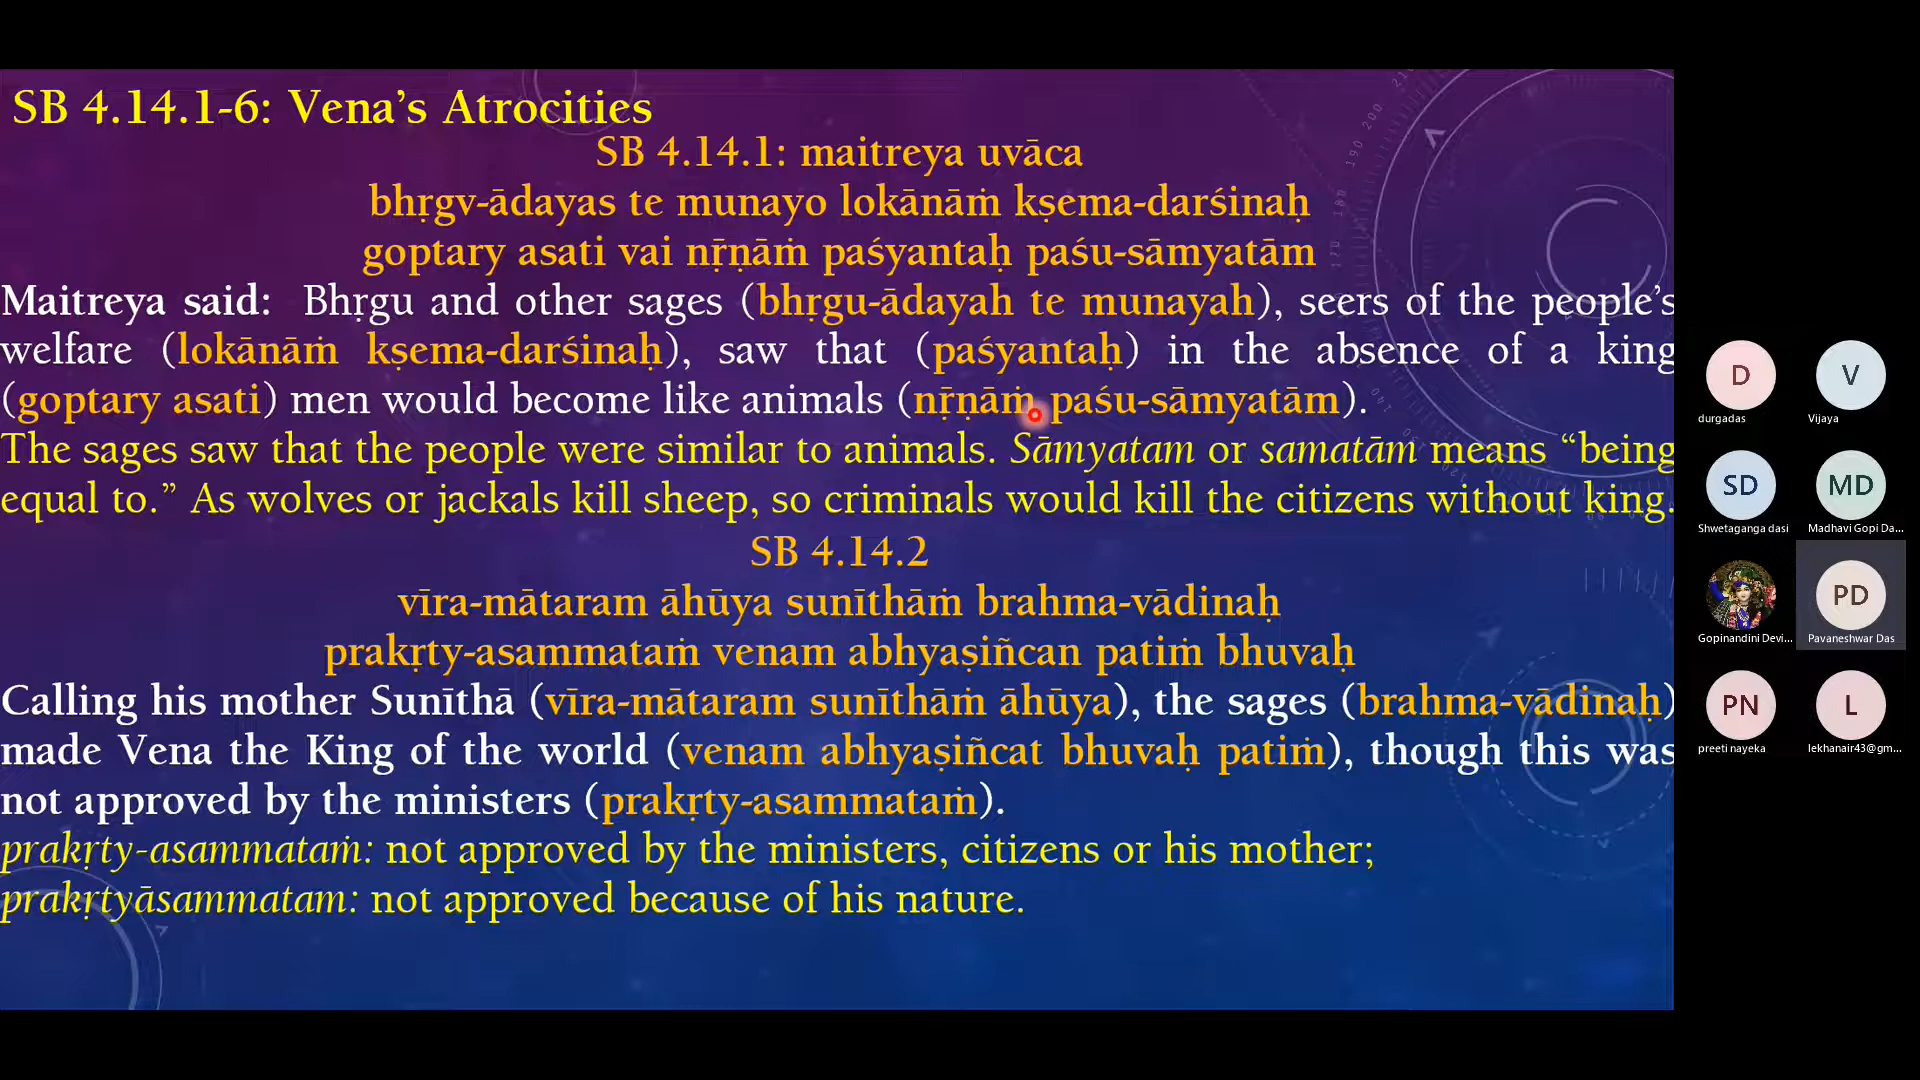 SB 4.14.1-6: Vena’s Atrocities
SB 4.14.1: maitreya uvāca
bhṛgv-ādayas te munayo lokānāṁ kṣema-darśinaḥ
goptary asati vai nṝṇāṁ paśyantaḥ paśu-sāmyatām
Maitreya said: Bhṛgu and other sages (bhṛgu-ādayah te munayah), seers of the people’s
welfare (lokānāṁ kṣema-darśinaḥ), saw that (paśyantaḥ) in the absence of a king
(goptary asati) men would become like animals (nṝṇāṁ paśu-sāmyatām).
The sages saw that the people were similar to animals. Sāmyatam or samatām means “being
equal to.” As wolves or jackals kill sheep, so criminals would kill the citizens without king.
SB 4.14.2
vīra-mātaram āhūya sunīthāṁ brahma-vādinaḥ
prakṛty-asammataṁ venam abhyaṣiñcan patiṁ bhuvaḥ
Calling his mother Sunīthā (vīra-mātaram sunīthāṁ āhūya), the sages (brahma-vādinaḥ)
made Vena the King of the world (venam abhyaṣiñcat bhuvaḥ patiṁ), though this was
not approved by the ministers (prakṛty-asammataṁ).
prakṛty-asammataṁ: not approved by the ministers, citizens or his mother;
prakṛtyāsammatam: not approved because of his nature.
D
durgadas
V
Vijaya
SD
Shwetaganga dasi
MD
Madhavi Gopi Da...
Gopinandini Devi...
PD
Pavaneshwar Das
PN
preeti nayeka
L
lekhanair43@gm...